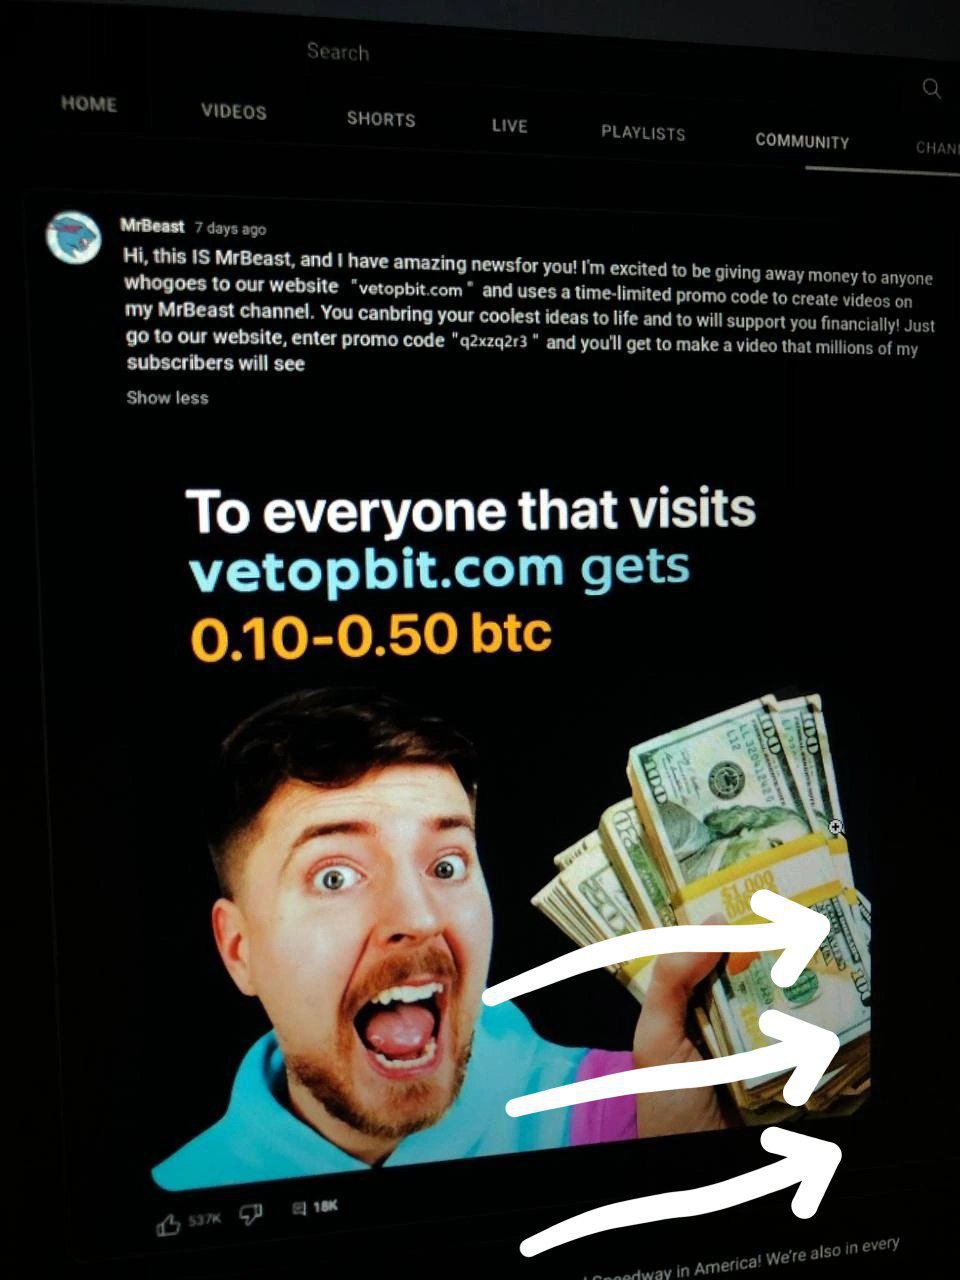 Search
HOME VIDEOS SHORTS LIVE PLAYLISTS COMMUNITY
MrBeast 7 days ago
Hi, this IS MrBeast, and I have amazing newsfor you! I'm excited to be giving away money to anyone
whogoes to our website "vetopbit.com" and uses a time-limited promo code to create videos on
my MrBeast channel. You canbring your coolest ideas to life and to will support you financially! Just
go to our website, enter promo code "q2xzq2r3" and you'll get to make a video that millions of my
subscribers will see
Show less
To everyone that visits
vetopbit.com gets
0.10-0.50 btc
100 100
$1,000
537K 18K
Speedway in America! We're also in every